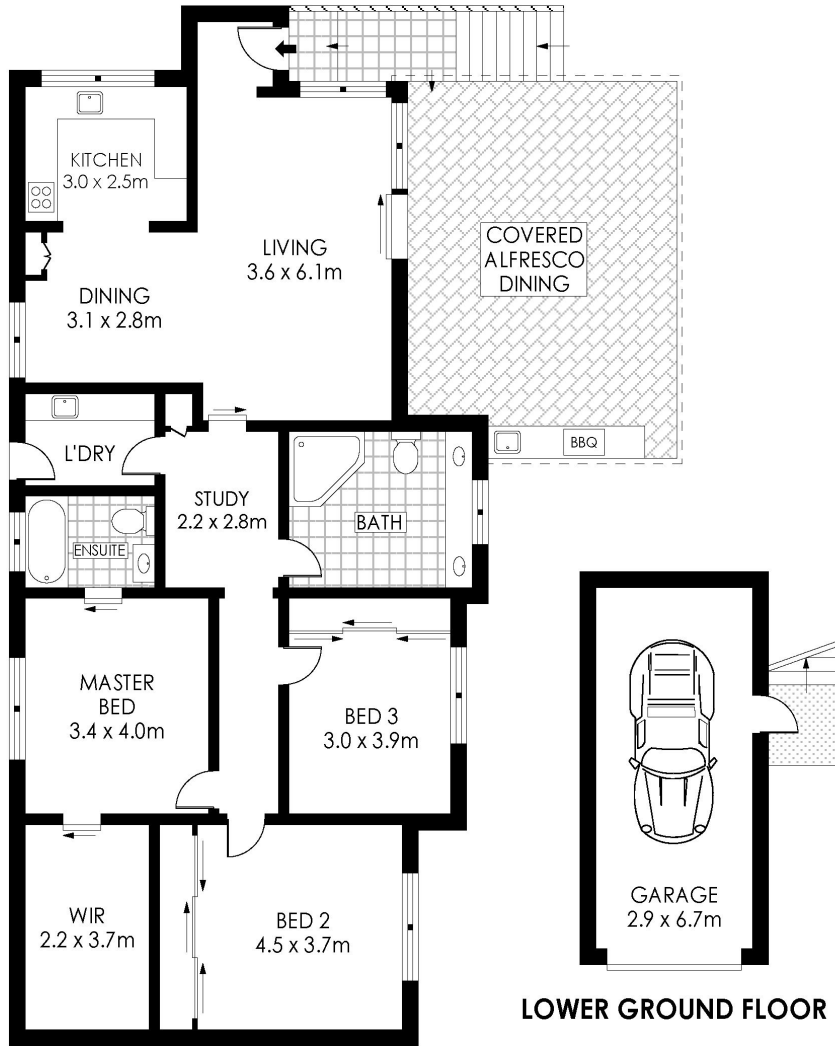 KITCHEN
3.0 x 2.5m
LIVING
3.6 x 6.1m
COVERED
ALFRESCO
DINING
DINING
3.1 x 2.8m
L'DRY
STUDY
2.2 x 2.8m
BATH
BBQ
ENSUITE
MASTER
BED
3.4 x 4.0m
BED 3
3.0 x 3.9m
WIR
2.2 x 3.7m
BED 2
4.5 x 3.7m
GARAGE
2.9 x 6.7m
LOWER GROUND FLOOR